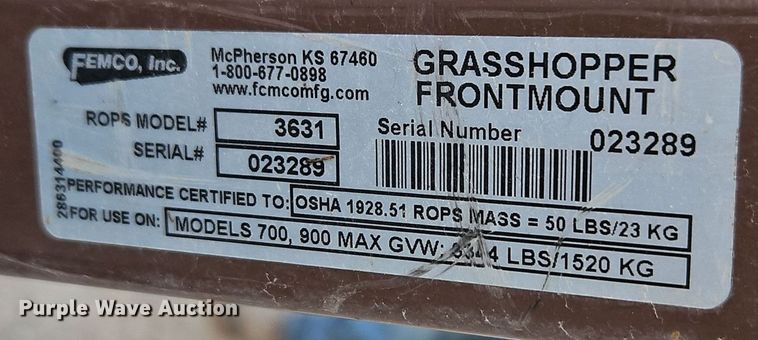 FEMCO, Inc.
McPherson KS 67460
1-800-677-0898
www.fcmcomfg.com
GRASSHOPPER
FRONTMOUNT
ROPS MODEL# 3631
SERIAL# 023289
Serial Number 023289
286314400
PERFORMANCE CERTIFIED TO: OSHA 1928.51 ROPS MASS = 50 LBS/23 KG
FOR USE ON: MODELS 700, 900 MAX GVW: LBS/1520 KG
Purple Wave Auction